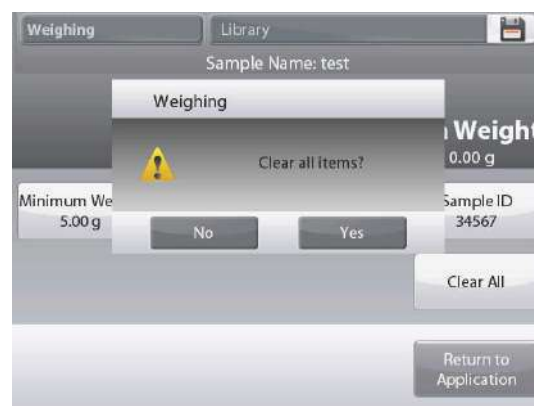 Weighing
Library
Sample Name: test
Weighing
Weight
0.00 g
Clear all items?
Minimum We
5.00 g
Sample ID
34567
No
Yes
Clear All
Return to
Application